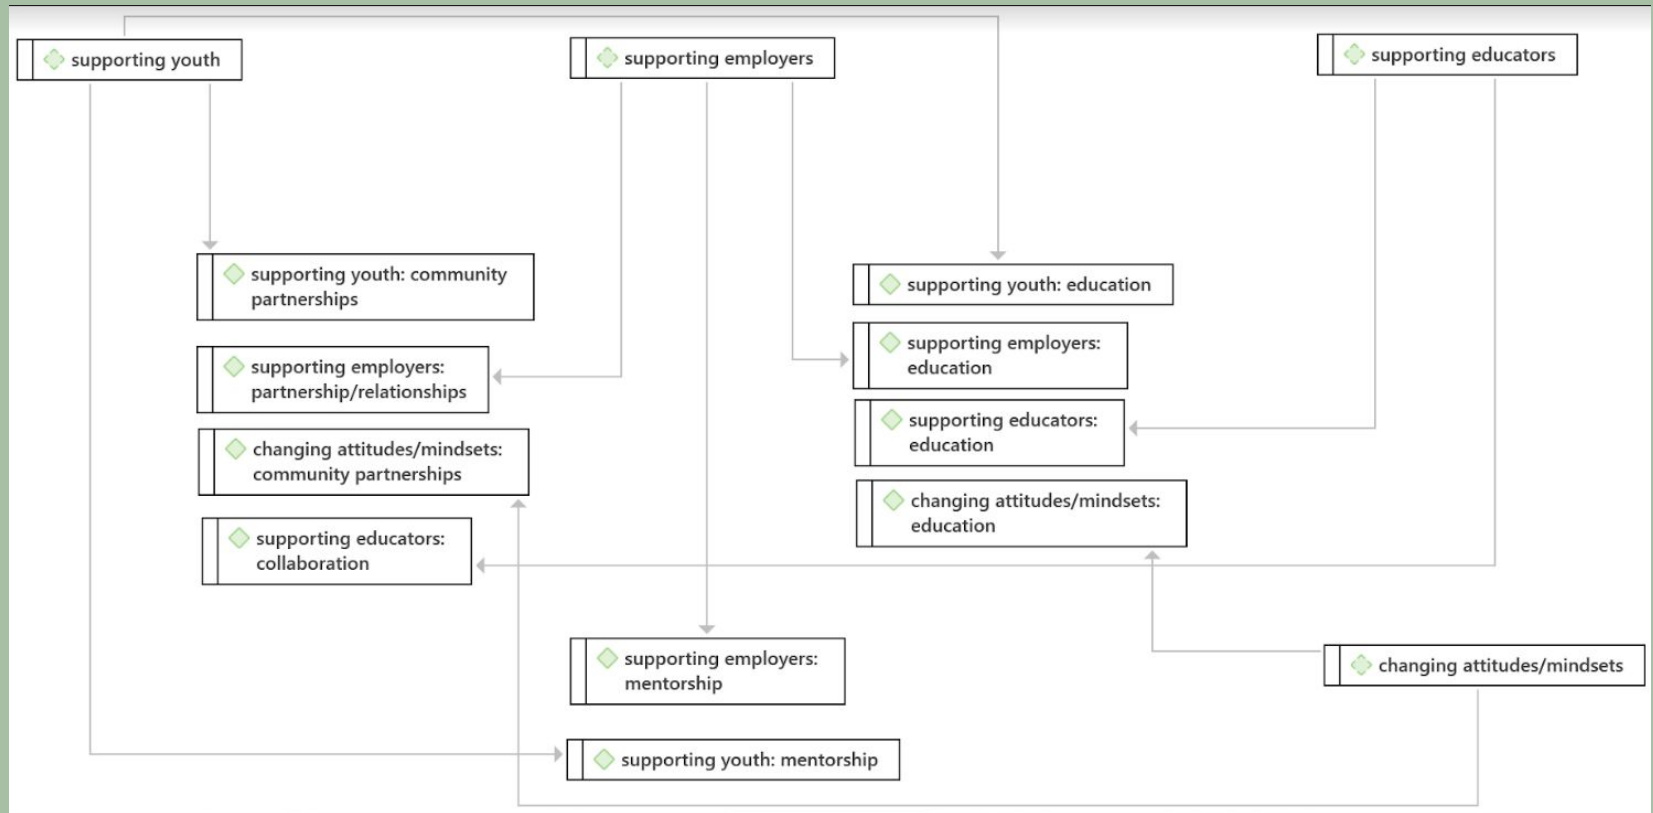 supporting youth
supporting employers
supporting educators
supporting youth: community
partnerships
supporting employers:
partnership/relationships
changing attitudes/mindsets:
community partnerships
supporting educators:
collaboration
supporting youth: education
supporting employers:
education
supporting educators:
education
changing attitudes/mindsets:
education
supporting employers:
mentorship
changing attitudes/mindsets
supporting youth: mentorship